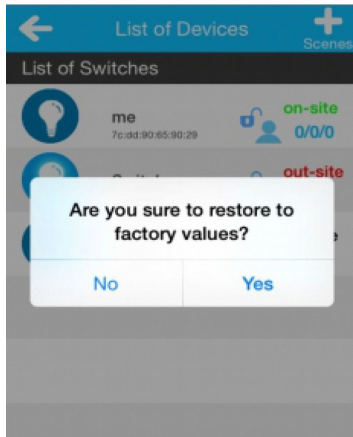 List of Devices
Scenes
List of Switches
me
on-site
7c:dd:90:65:90:29
0/0/0
out-site
Are you sure to restore to
factory values?
No
Yes